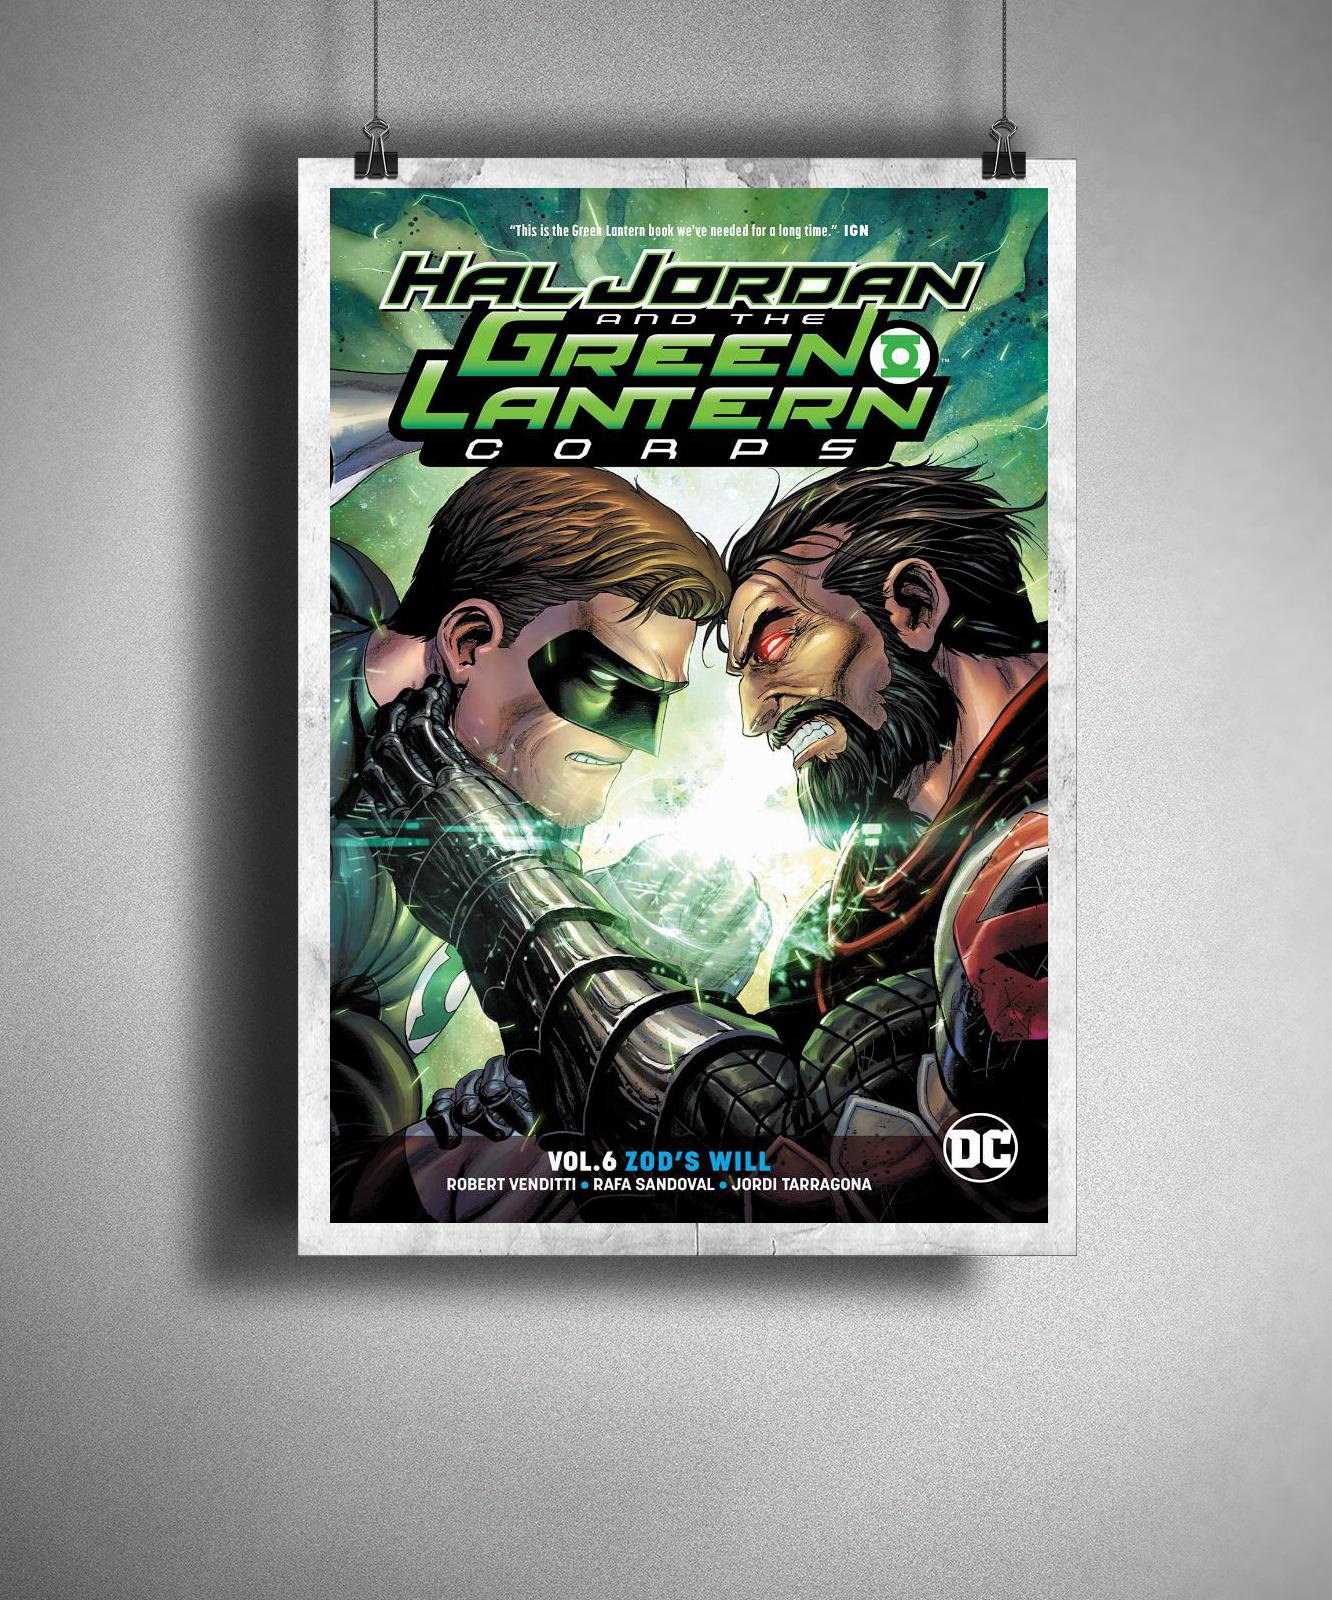 “This is the Green Lantern book we've needed for a long time.” IGN
HAL JORDAN
AND THE
GREEN
LANTERN
CORPS
VOL.6 ZOD'S WILL
ROBERT VENDITTI • RAFA SANDOVAL • JORDI TARRAGONA
DC